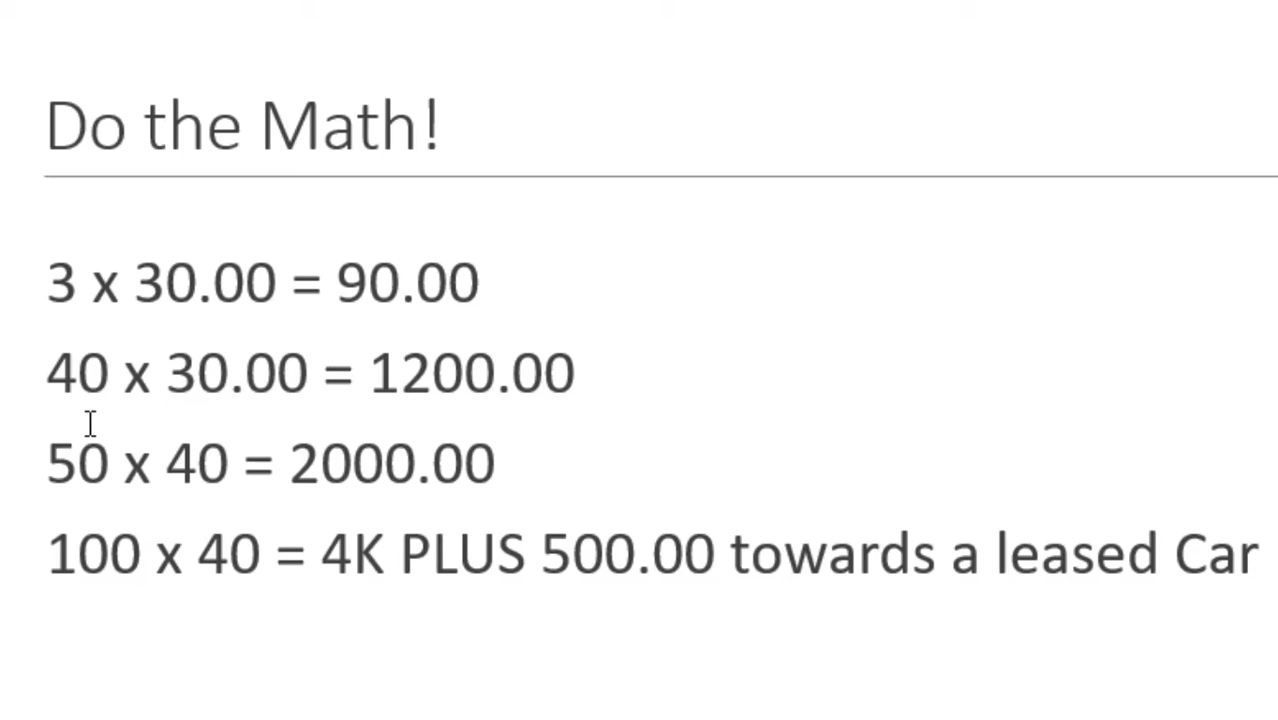 Do the Math!
3 x 30.00 = 90.00
40 x 30.00 = 1200.00
50 x 40 = 2000.00
100 x 40 = 4K PLUS 500.00 towards a leased Car